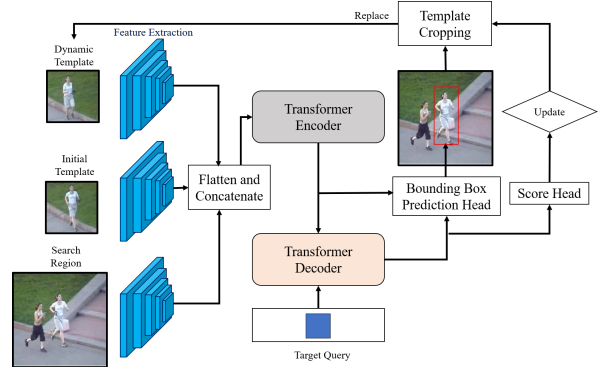 Feature Extraction
Dynamic
Template
Replace
Template
Cropping
Transformer
Encoder
Update
Initial
Template
Flatten and
Concatenate
Bounding Box
Prediction Head
Score Head
Search
Region
Transformer
Decoder
Target Query